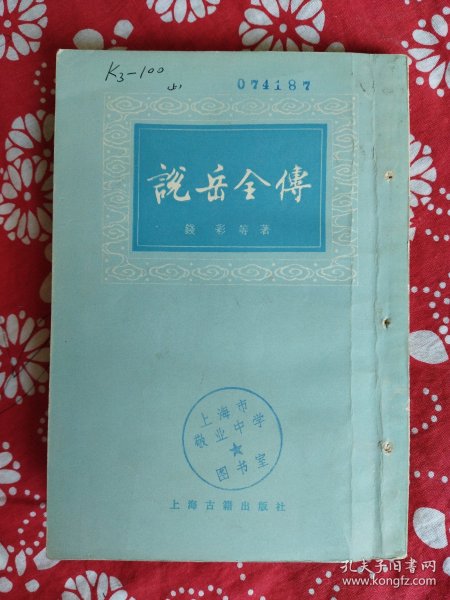 K3-100
(上)
074187
說岳全傳
錢彩等著
上海市
敬业中学
图书室
上海古籍出版社
孔夫子旧书网
www.kongfz.com